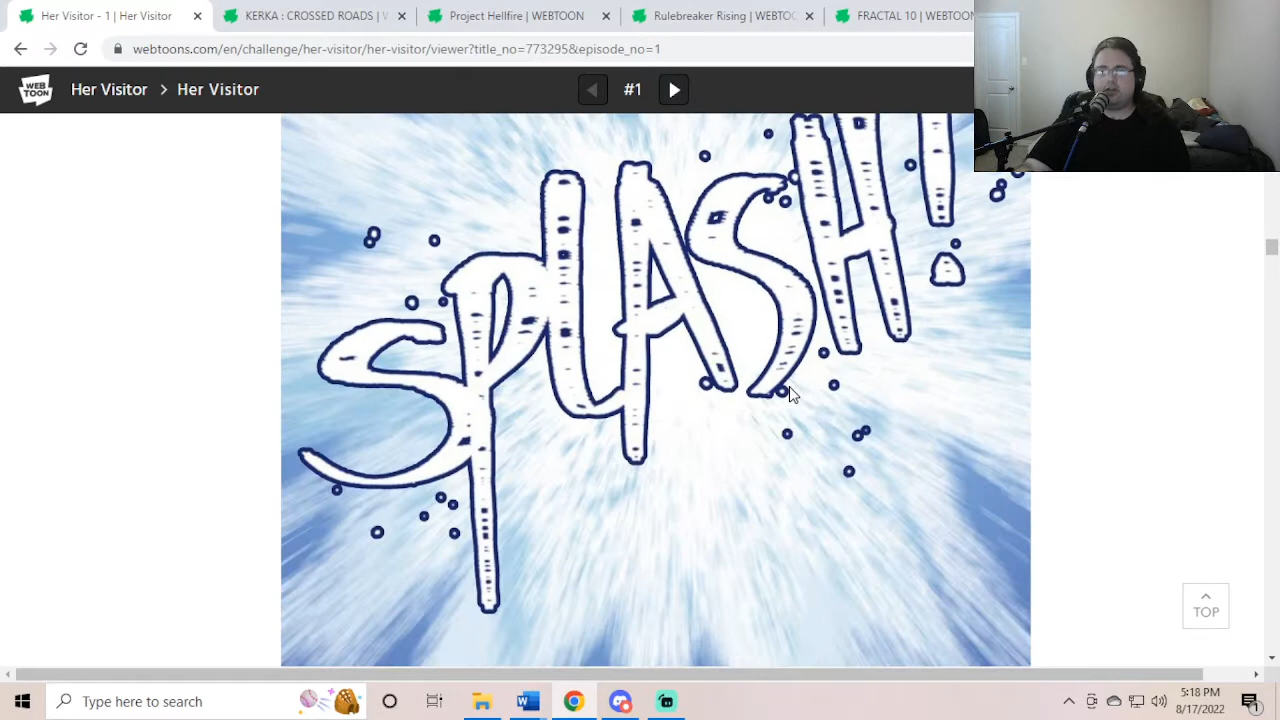 Her Visitor - 1 | Her Visitor
KERKA : CROSSED ROADS | W
Project Hellfire | WEBTOON
Rulebreaker Rising | WEBTOO
FRACTAL 10 | WEBTOON
webtoons.com/en/challenge/her-visitor/her-visitor/viewer?title_no=773295&episode_no=1
WEB
TOON
Her Visitor > Her Visitor
#1
SPLASH!
TOP
Type here to search
5:18 PM
8/17/2022
1